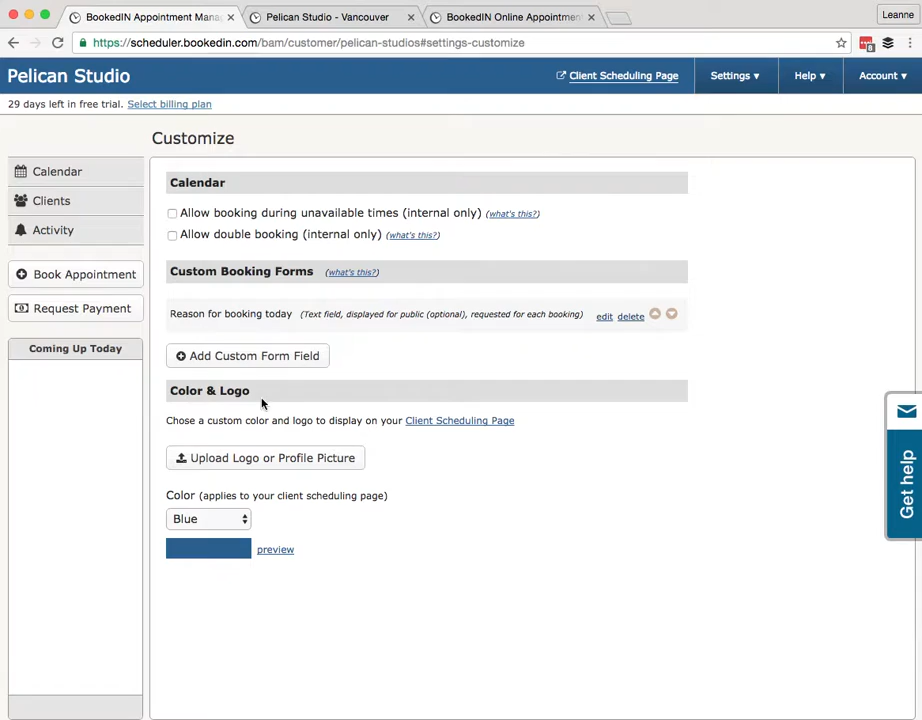 BookedIN Appointment Mana
Pelican Studio - Vancouver
BookedIN Online Appointmen
Leanne
https://scheduler.bookedin.com/bam/customer/pelican-studios#settings-customize
8
Pelican Studio
Client Scheduling Page
Settings ▾
Help ▾
Account ▾
29 days left in free trial. Select billing plan
Customize
Calendar
Clients
Activity
Book Appointment
Request Payment
Coming Up Today
Calendar
Allow booking during unavailable times (internal only) (what's this?)
Allow double booking (internal only) (what's this?)
Custom Booking Forms (what's this?)
Reason for booking today (Text field, displayed for public (optional), requested for each booking) edit delete
Add Custom Form Field
Color & Logo
Chose a custom color and logo to display on your Client Scheduling Page
Upload Logo or Profile Picture
Color (applies to your client scheduling page)
Blue
preview
Get help